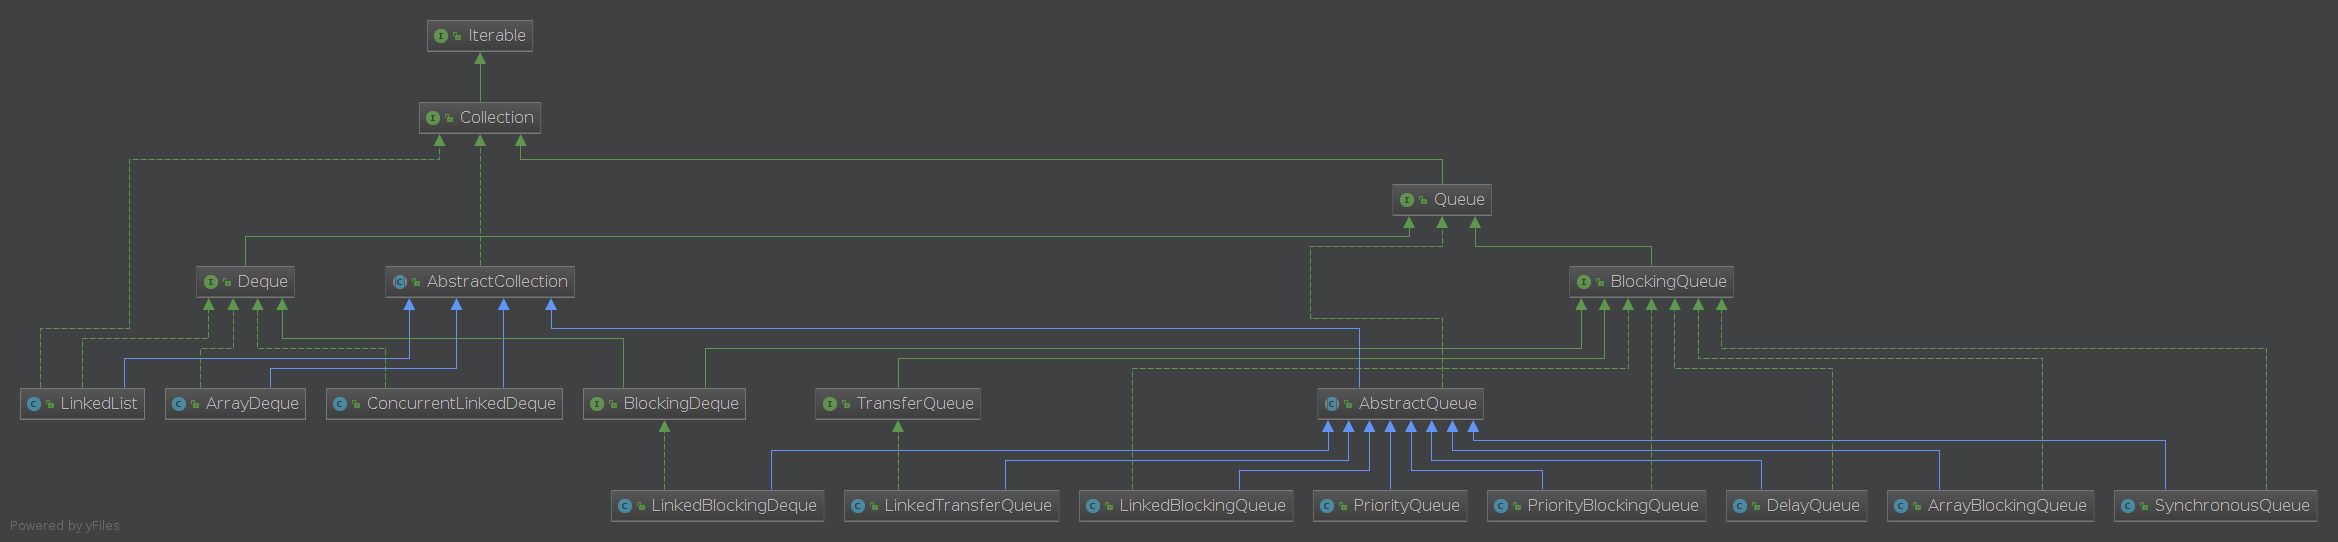 Iterable
Collection
Queue
Deque
AbstractCollection
BlockingQueue
LinkedList
ArrayDeque
ConcurrentLinkedDeque
BlockingDeque
TransferQueue
AbstractQueue
LinkedBlockingDeque
LinkedTransferQueue
LinkedBlockingQueue
PriorityQueue
PriorityBlockingQueue
DelayQueue
ArrayBlockingQueue
SynchronousQueue
Powered by yFiles